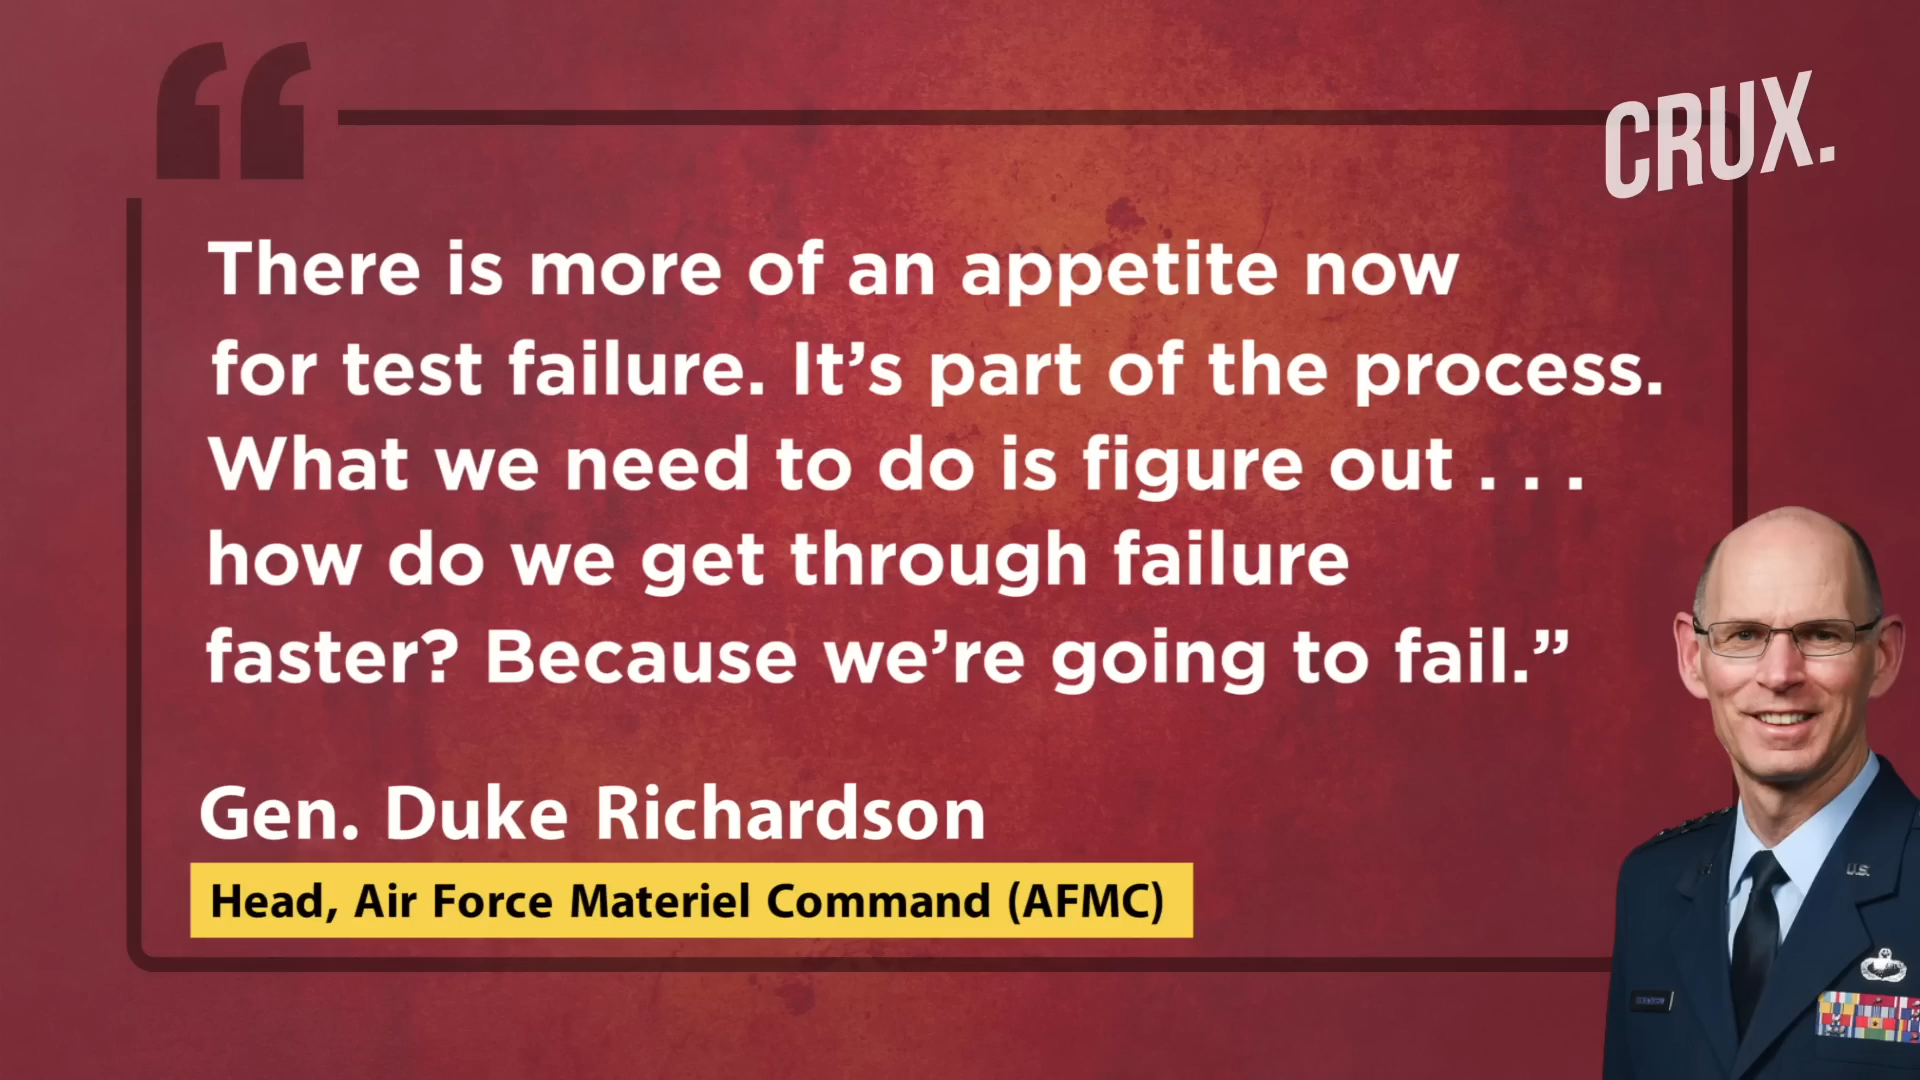 “
CRUX.
There is more of an appetite now
for test failure. It’s part of the process.
What we need to do is figure out . . .
how do we get through failure
faster? Because we’re going to fail.”
Gen. Duke Richardson
Head, Air Force Materiel Command (AFMC)
U.S.